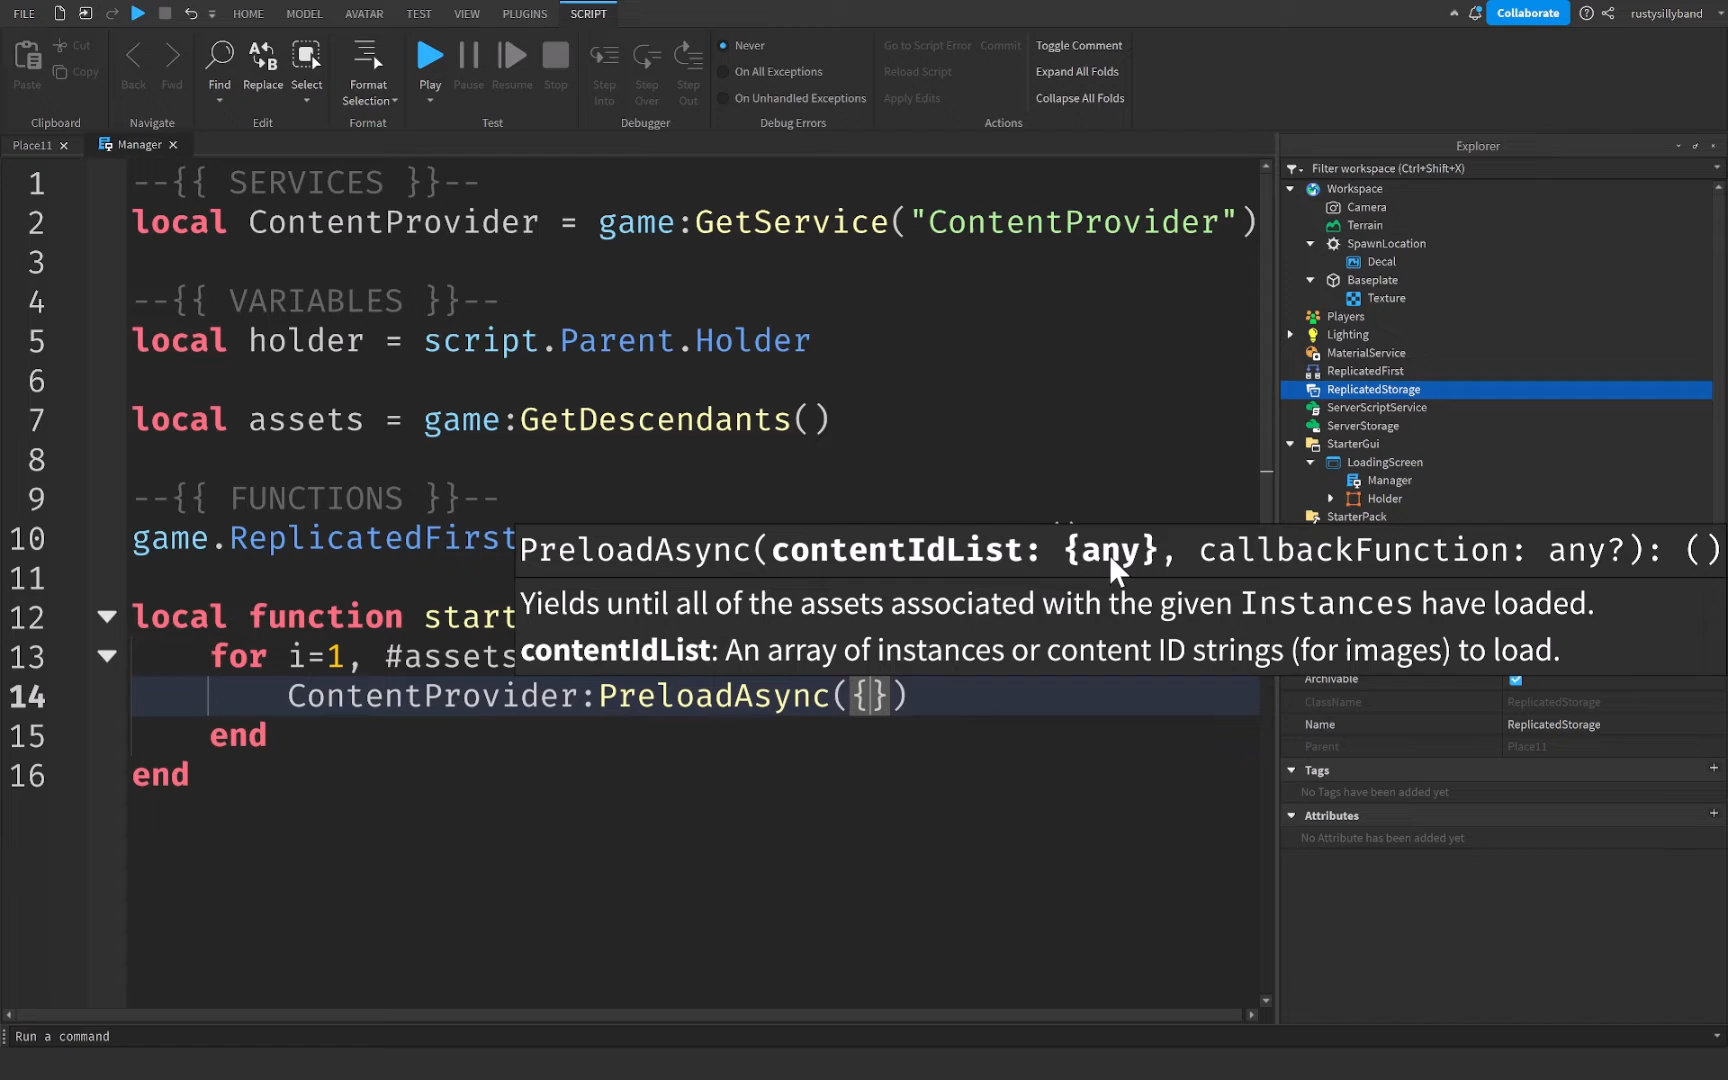 FILE HOME MODEL AVATAR TEST VIEW PLUGINS SCRIPT Collaborate rustysillyband
Paste Cut Copy
Clipboard
Back Fwd
Navigate
Find Replace Select
Edit
Format Selection
Format
Play Pause Resume Stop
Test
Step Into Step Over Step Out
Debugger
Never
On All Exceptions
On Unhandled Exceptions
Debug Errors
Go to Script Error Commit Toggle Comment
Reload Script Expand All Folds
Apply Edits Collapse All Folds
Actions
Place11 Manager
1 --{{ SERVICES }}--
2 local ContentProvider = game:GetService("ContentProvider")
3
4 --{{ VARIABLES }}--
5 local holder = script.Parent.Holder
6
7 local assets = game:GetDescendants()
8
9 --{{ FUNCTIONS }}--
10 game.ReplicatedFirst
11
12 local function start
13 for i=1, #assets
14 ContentProvider:PreloadAsync({})
15 end
16 end
PreloadAsync(contentIdList: {any}, callbackFunction: any?): ()
Yields until all of the assets associated with the given Instances have loaded.
contentIdList: An array of instances or content ID strings (for images) to load.
Explorer
Filter workspace (Ctrl+Shift+X)
Workspace
Camera
Terrain
SpawnLocation
Decal
Baseplate
Texture
Players
Lighting
MaterialService
ReplicatedFirst
ReplicatedStorage
ServerScriptService
ServerStorage
StarterGui
LoadingScreen
Manager
Holder
StarterPack
Archivable
ClassName ReplicatedStorage
Name ReplicatedStorage
Parent Place11
Tags
No Tags have been added yet
Attributes
No Attribute has been added yet
Run a command